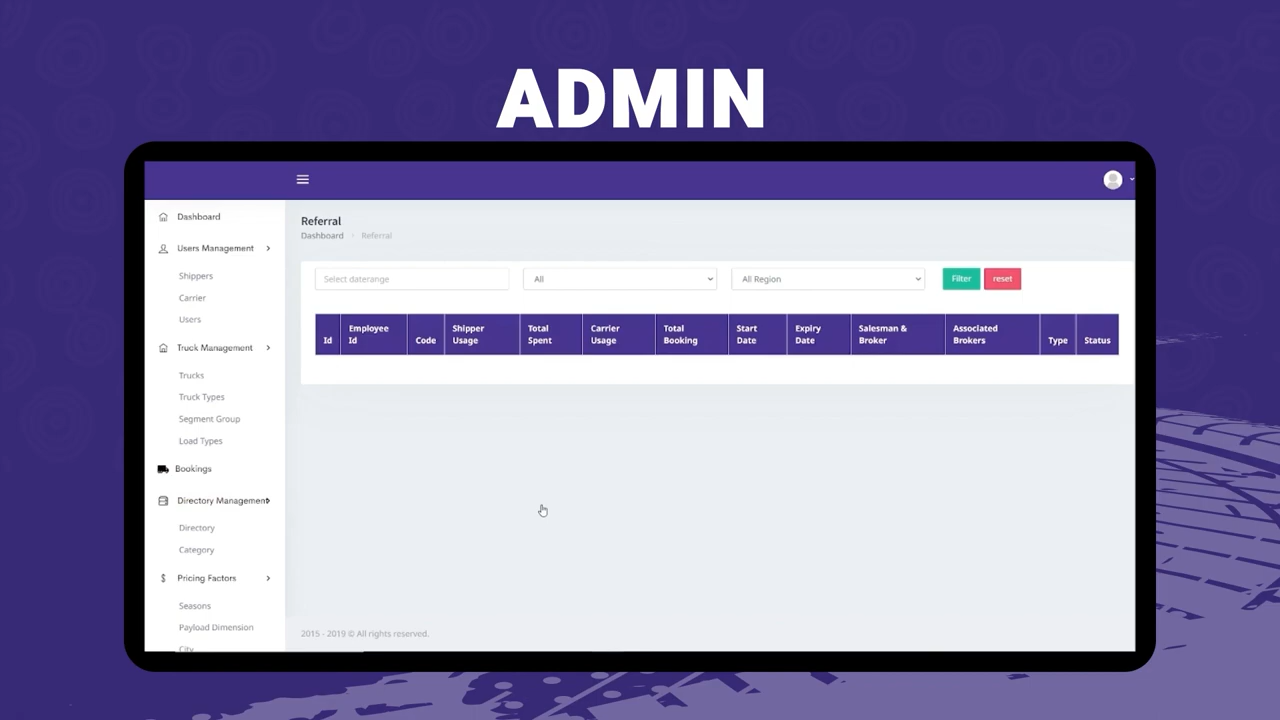 ADMIN
Dashboard
Users Management
Shippers
Carrier
Users
Truck Management
Trucks
Truck Types
Segment Group
Load Types
Bookings
Directory Management
Directory
Category
$ Pricing Factors
Seasons
Payload Dimension
City
Referral
Dashboard > Referral
Select daterange
All
All Region
Filter
reset
Id
Employee
Id
Code
Shipper
Usage
Total
Spent
Carrier
Usage
Total
Booking
Start
Date
Expiry
Date
Salesman &
Broker
Associated
Brokers
Type
Status
2015 - 2019 © All rights reserved.